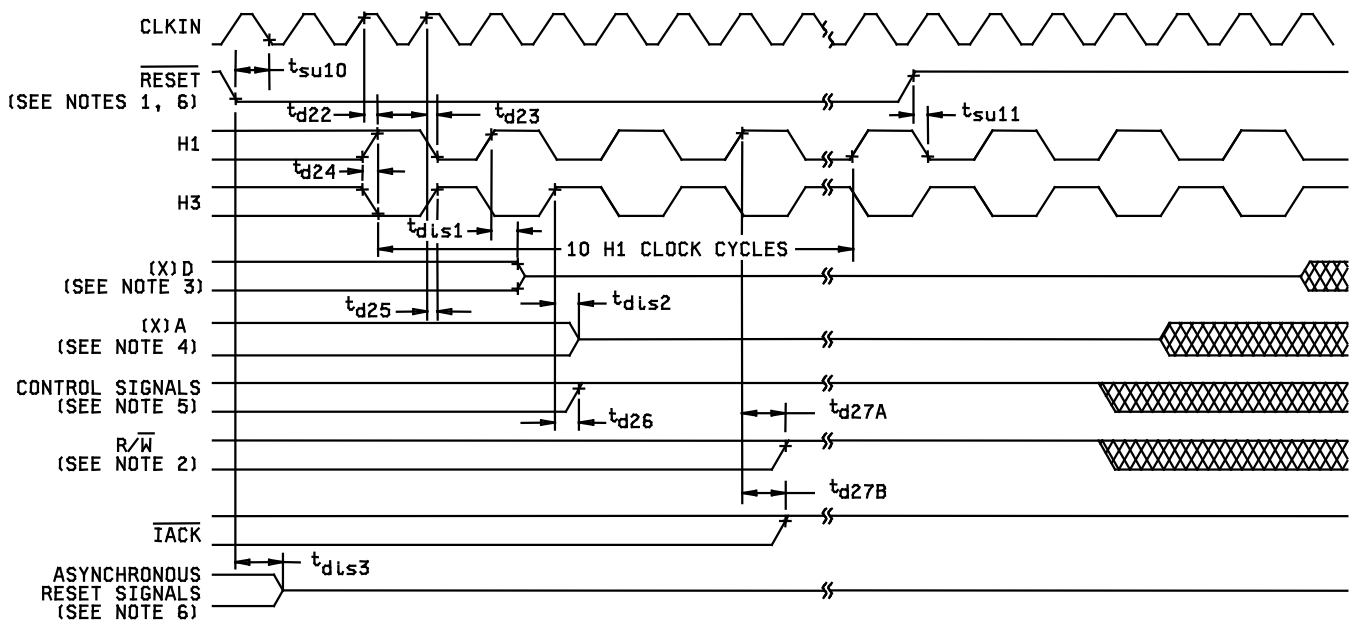 CLKIN
tsu10
RESET
(SEE NOTES 1, 6)
td22
td23
tsu11
H1
td24
H3
tdis1
10 H1 CLOCK CYCLES
(X)D
(SEE NOTE 3)
td25
tdis2
(X)A
(SEE NOTE 4)
CONTROL SIGNALS
(SEE NOTE 5)
td26
td27A
R/W
(SEE NOTE 2)
td27B
IACK
tdis3
ASYNCHRONOUS
RESET SIGNALS
(SEE NOTE 6)